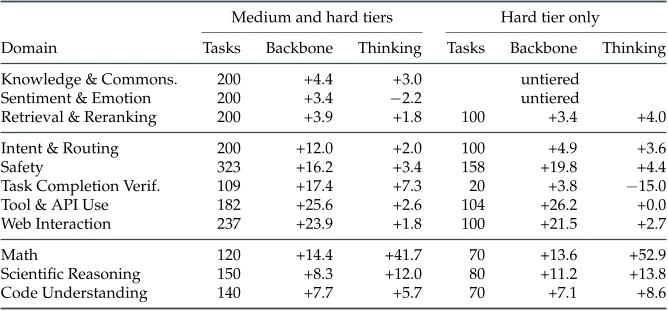 Medium and hard tiers Hard tier only
Domain Tasks Backbone Thinking Tasks Backbone Thinking
Knowledge & Commons. 200 +4.4 +3.0 untiered
Sentiment & Emotion 200 +3.4 −2.2 untiered
Retrieval & Reranking 200 +3.9 +1.8 100 +3.4 +4.0
Intent & Routing 200 +12.0 +2.0 100 +4.9 +3.6
Safety 323 +16.2 +3.4 158 +19.8 +4.4
Task Completion Verif. 109 +17.4 +7.3 20 +3.8 −15.0
Tool & API Use 182 +25.6 +2.6 104 +26.2 +0.0
Web Interaction 237 +23.9 +1.8 100 +21.5 +2.7
Math 120 +14.4 +41.7 70 +13.6 +52.9
Scientific Reasoning 150 +8.3 +12.0 80 +11.2 +13.8
Code Understanding 140 +7.7 +5.7 70 +7.1 +8.6